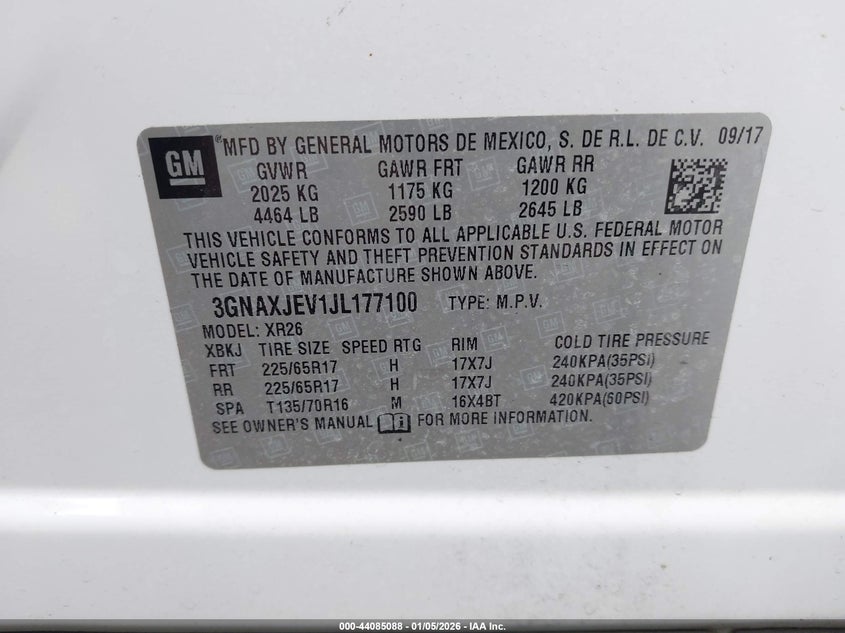 GM
®MFD BY GENERAL MOTORS DE MEXICO, S. DE R.L. DE C.V. 09/17
GVWR GAWR FRT GAWR RR
2025 KG 1175 KG 1200 KG
4464 LB 2590 LB 2645 LB
THIS VEHICLE CONFORMS TO ALL APPLICABLE U.S. FEDERAL MOTOR
VEHICLE SAFETY AND THEFT PREVENTION STANDARDS IN EFFECT ON
THE DATE OF MANUFACTURE SHOWN ABOVE.
3GNAXJEV1JL177100 TYPE: M.P.V.
MODEL: XR26
XBKJ TIRE SIZE SPEED RTG RIM COLD TIRE PRESSURE
FRT 225/65R17 H 17X7J 240KPA(35PSI)
RR 225/65R17 H 17X7J 240KPA(35PSI)
SPA T135/70R16 M 16X4BT 420KPA(60PSI)
SEE OWNER'S MANUAL FOR MORE INFORMATION.
000-44085088 - 01/05/2026 - IAA Inc.